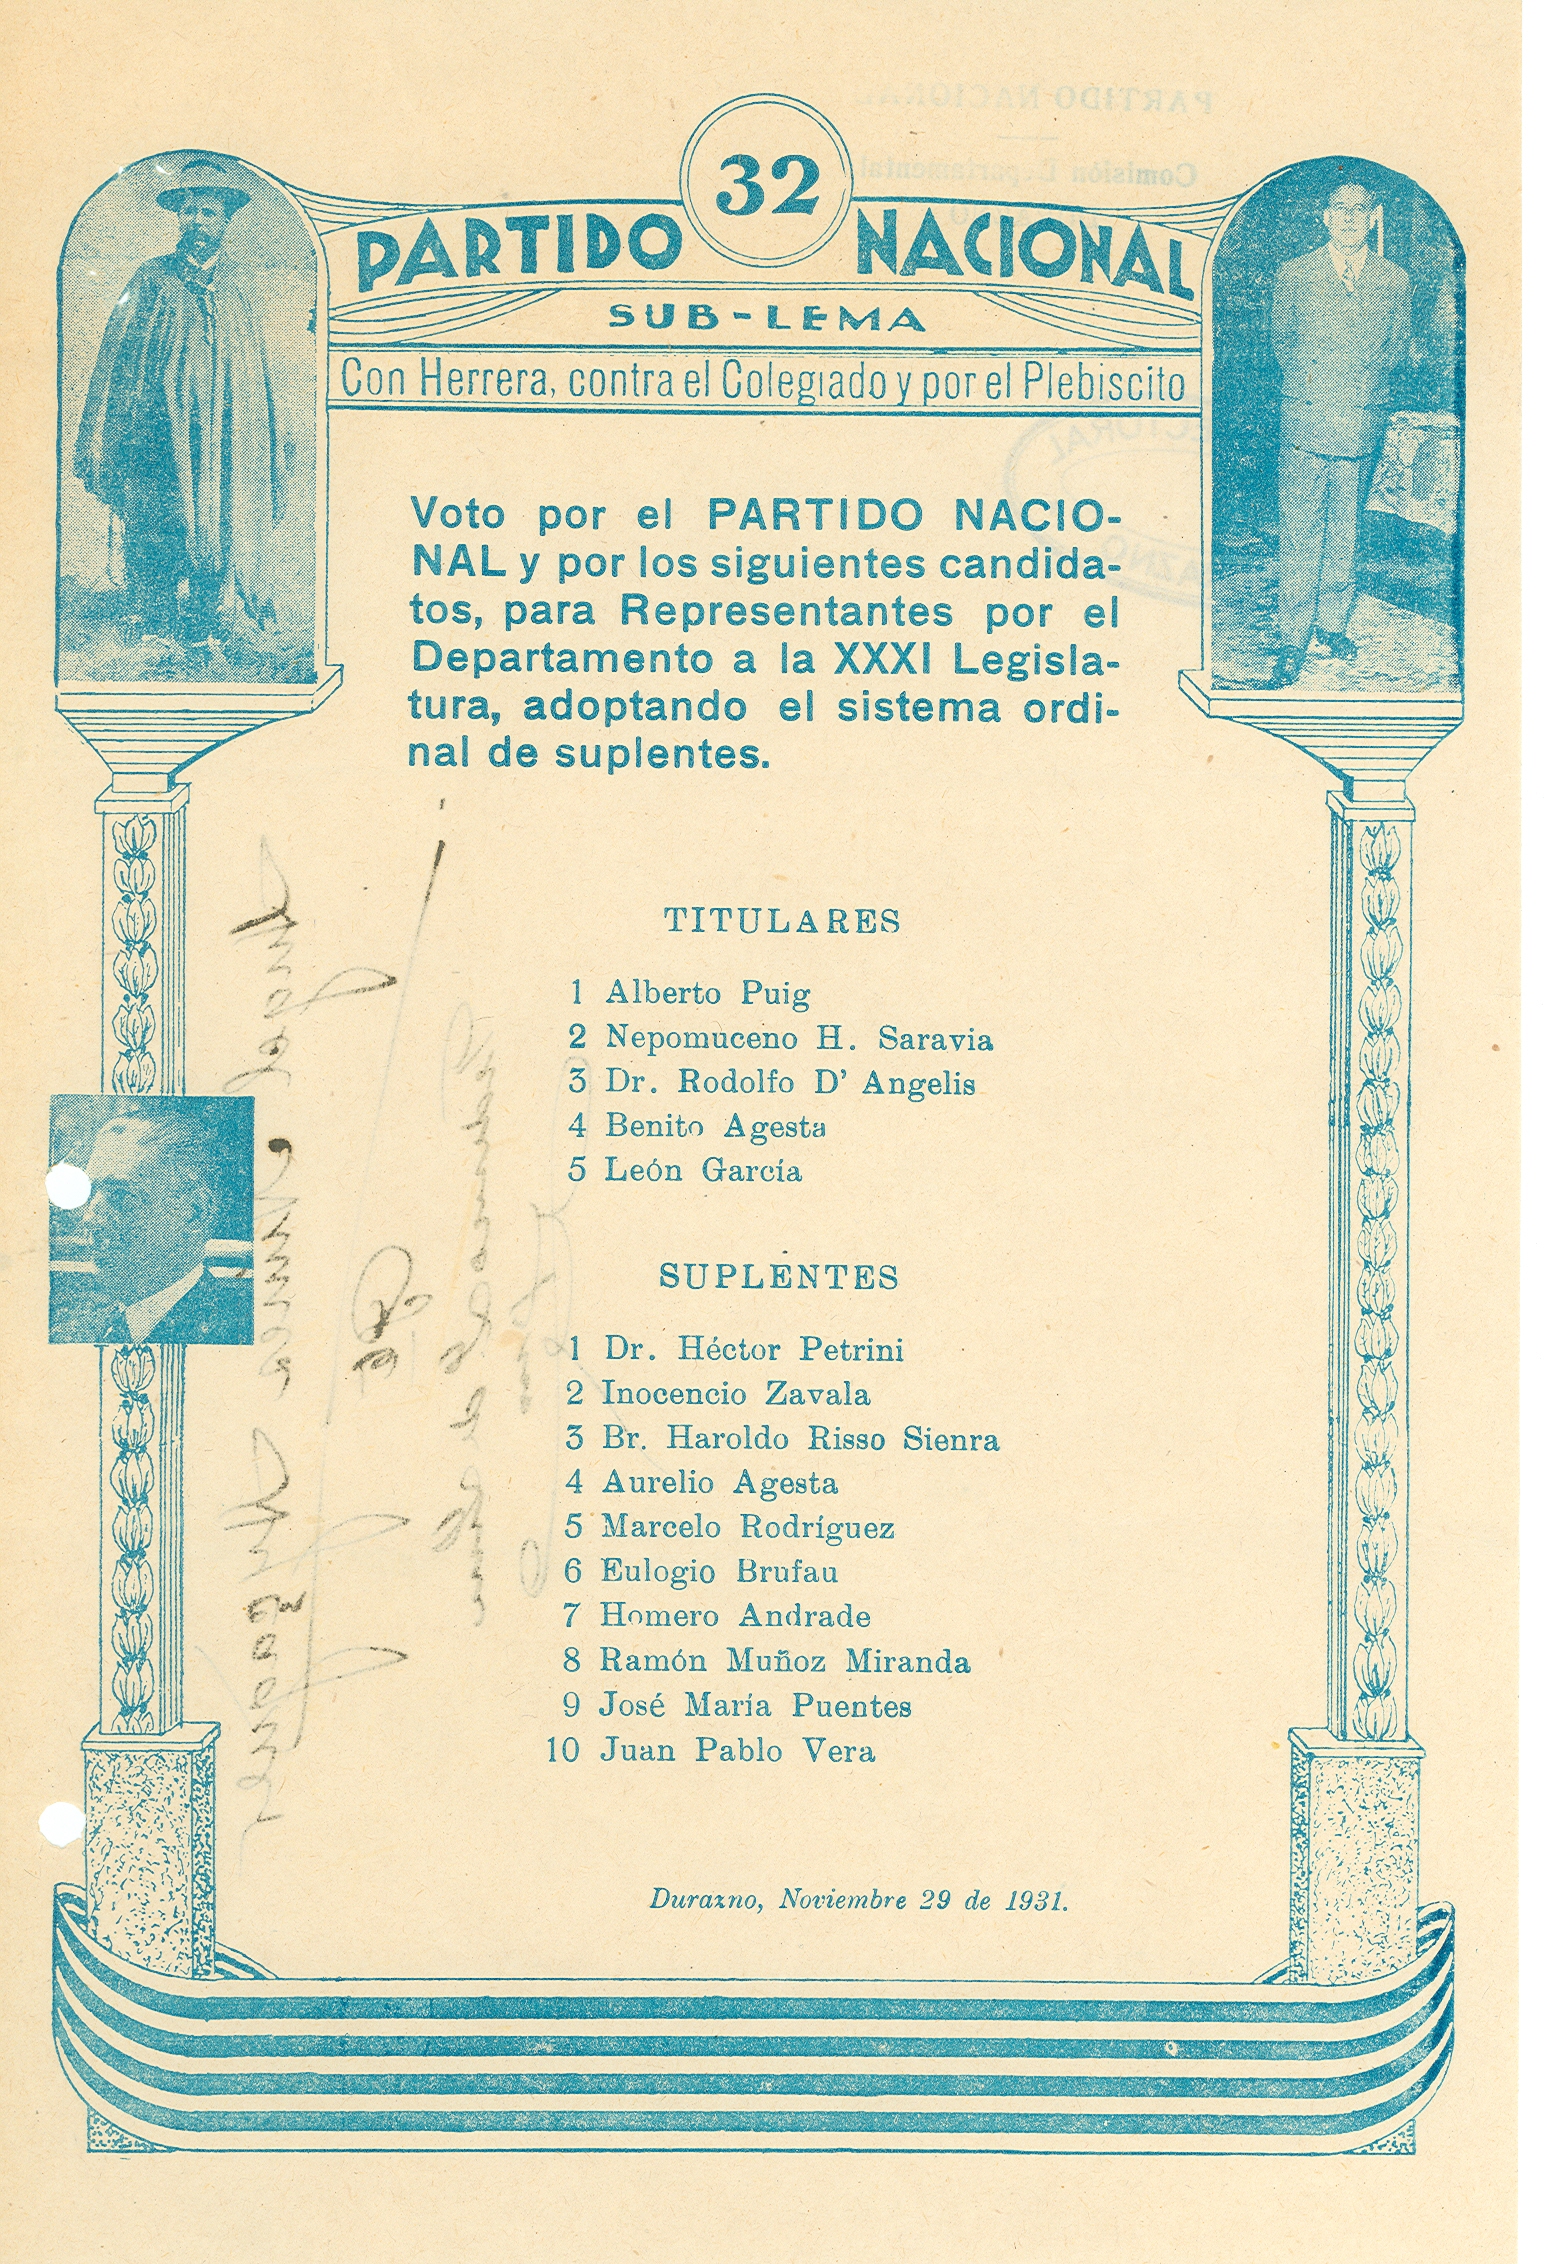 32
PARTIDO NACIONAL
SUB-LEMA
Con Herrera, contra el Colegiado y por el Plebiscito
Voto por el PARTIDO NACIO-
NAL y por los siguientes candida-
tos, para Representantes por el
Departamento a la XXXI Legisla-
tura, adoptando el sistema ordi-
nal de suplentes.
TITULARES
1 Alberto Puig
2 Nepomuceno H. Saravia
3 Dr. Rodolfo D' Angelis
4 Benito Agesta
5 León García
SUPLENTES
1 Dr. Héctor Petrini
2 Inocencio Zavala
3 Br. Haroldo Risso Sienra
4 Aurelio Agesta
5 Marcelo Rodríguez
6 Eulogio Brufau
7 Homero Andrade
8 Ramón Muñoz Miranda
9 José María Puentes
10 Juan Pablo Vera
Durazno, Noviembre 29 de 1931.